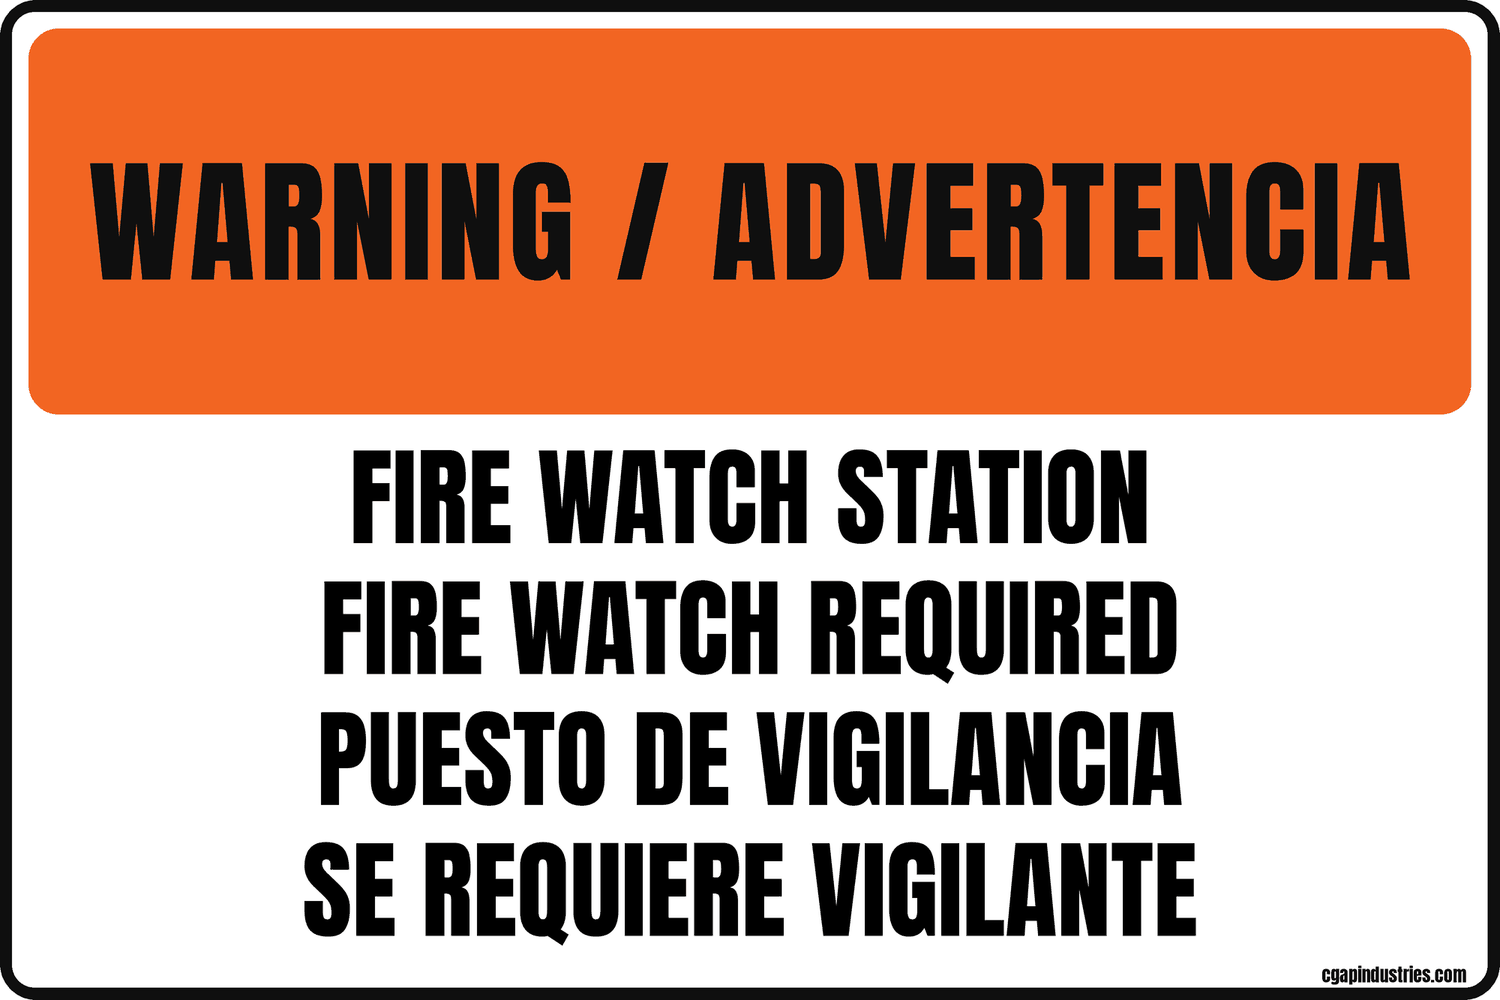 WARNING / ADVERTENCIA
FIRE WATCH STATION
FIRE WATCH REQUIRED
PUESTO DE VIGILANCIA
SE REQUIERE VIGILANTE
cgapindustries.com